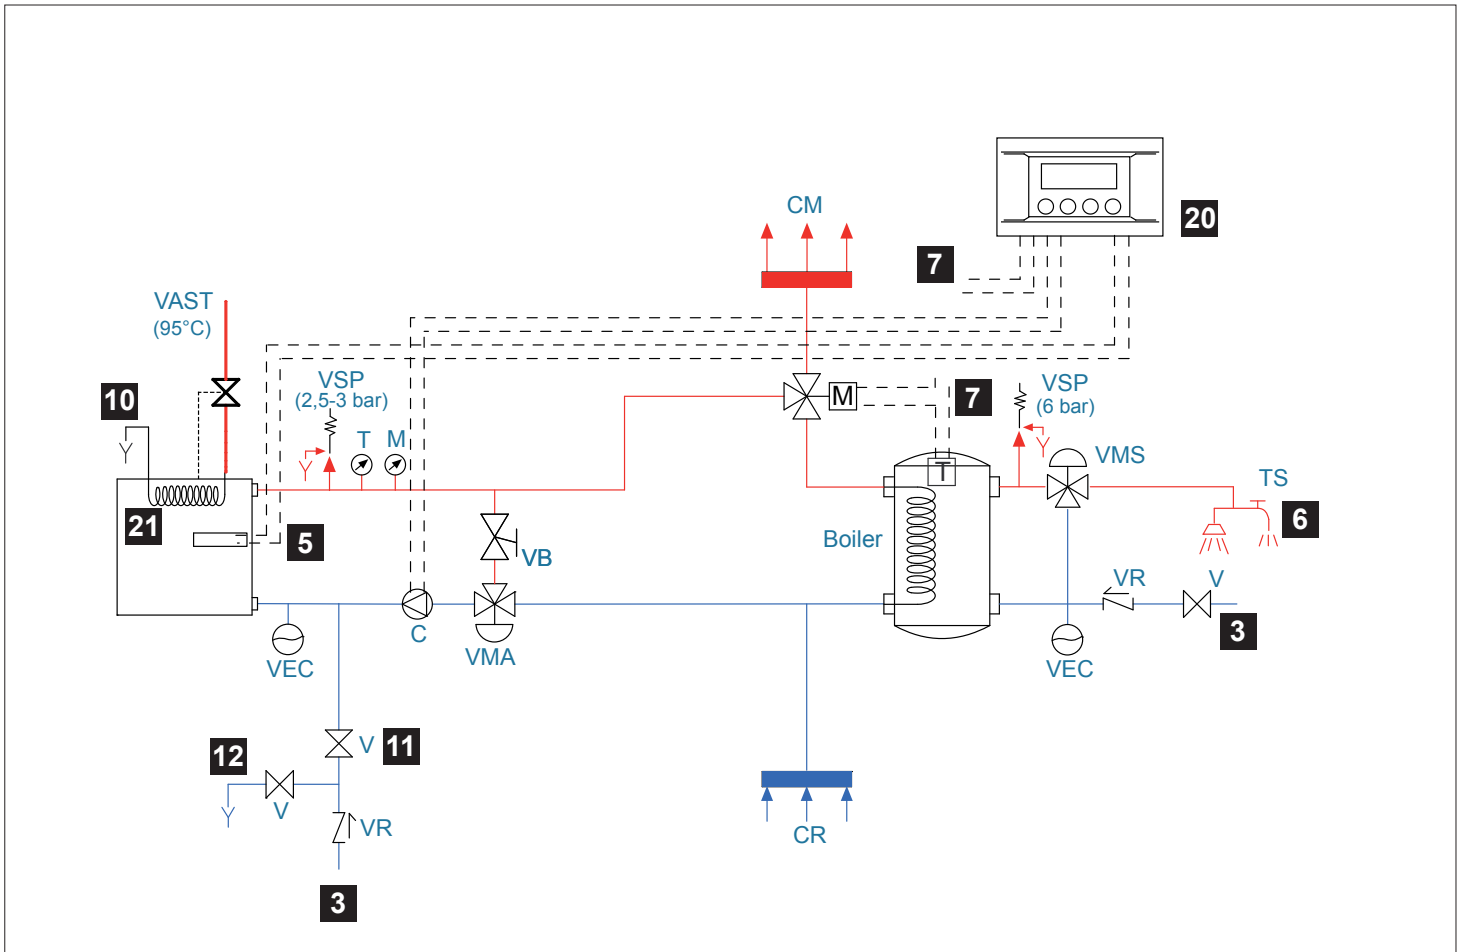 20
CM
7
VAST
(95°C)
10
VSP
(2,5-3 bar)
T
M
M
7
VSP
(6 bar)
VMS
T
TS
21
5
VB
Boiler
6
VR
V
C
3
VEC
VMA
VEC
12
V
11
V
VR
CR
3